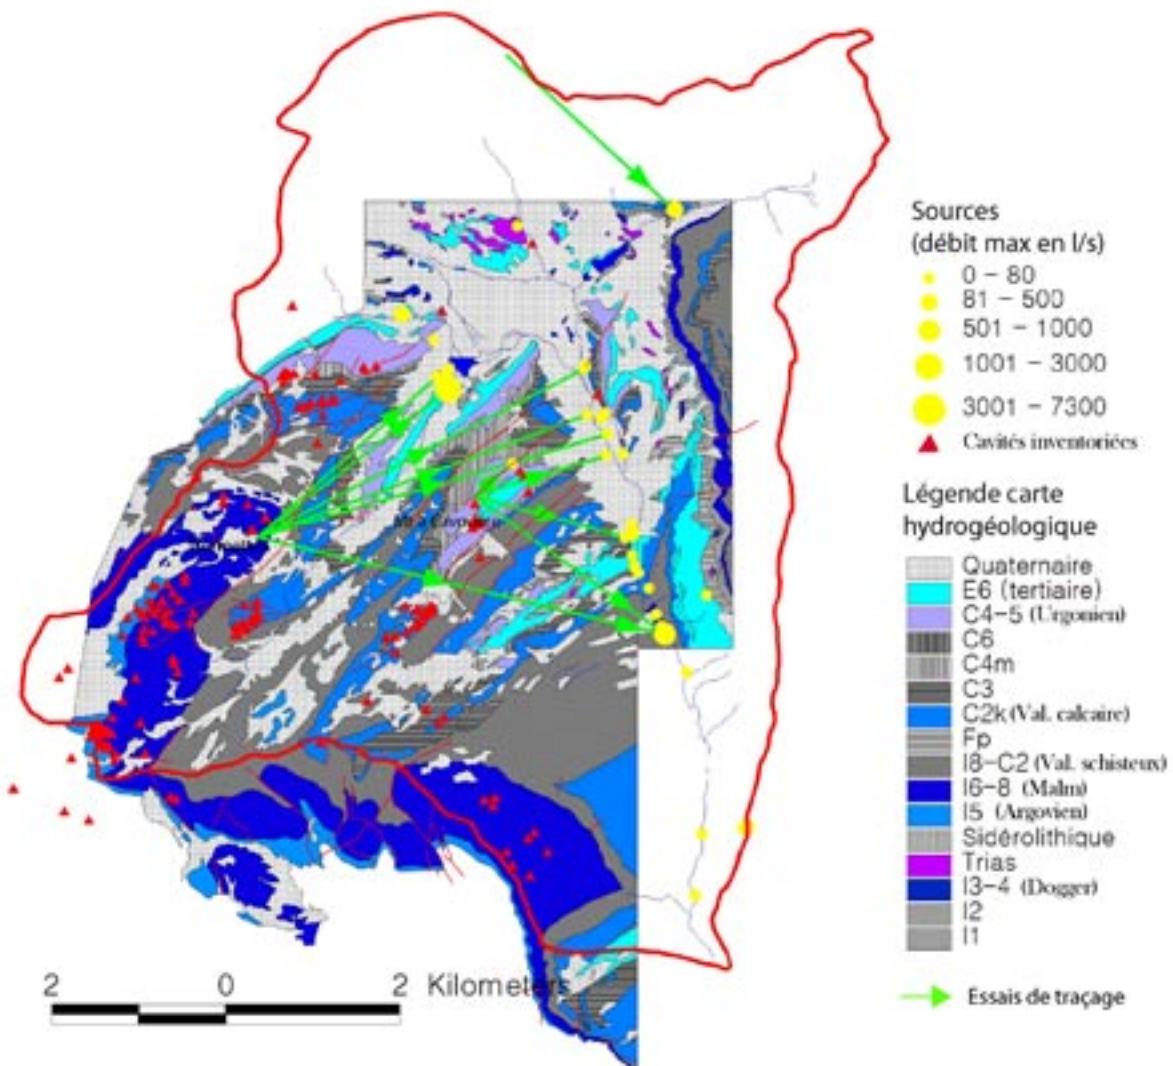 Sources
(débit max en l/s)
0 – 80
81 – 500
501 – 1000
1001 – 3000
3001 – 7300
Cavités inventoriées
Légende carte
hydrogéologique
Quaternaire
E6 (tertiaire)
C4-5 (Urgonien)
C6
C4m
C3
C2k (Val. calcaire)
Fp
I8-C2 (Val. schisteux)
I6-8 (Malm)
I5 (Argovien)
Sidérolithique
Trias
I3-4 (Dogger)
I2
I1
Essais de traçage
2 0 2 Kilometers